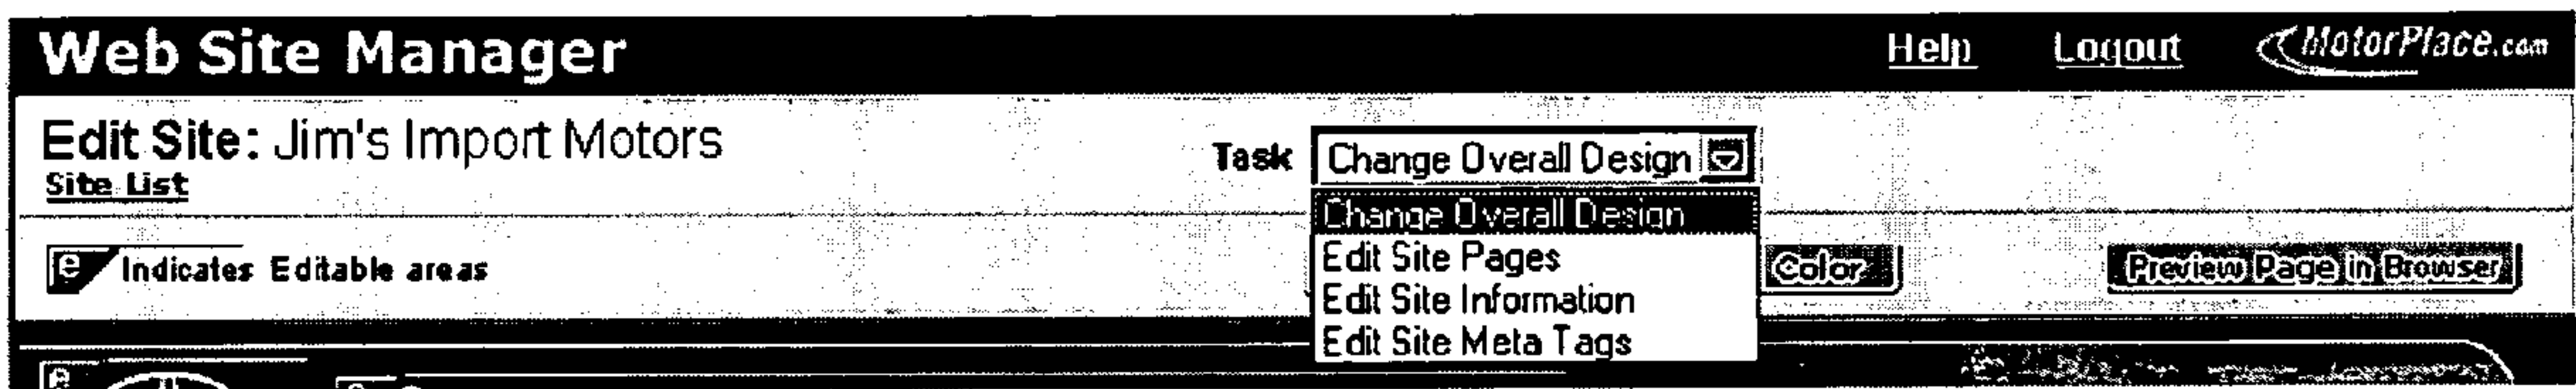 Web Site Manager
Help Logout MotorPlace.com
Edit Site: Jim's Import Motors
Site List
Task Change Overall Design
Change Overall Design
Edit Site Pages
Edit Site Information
Edit Site Meta Tags
e Indicates Editable areas
Color
Preview Page in Browser